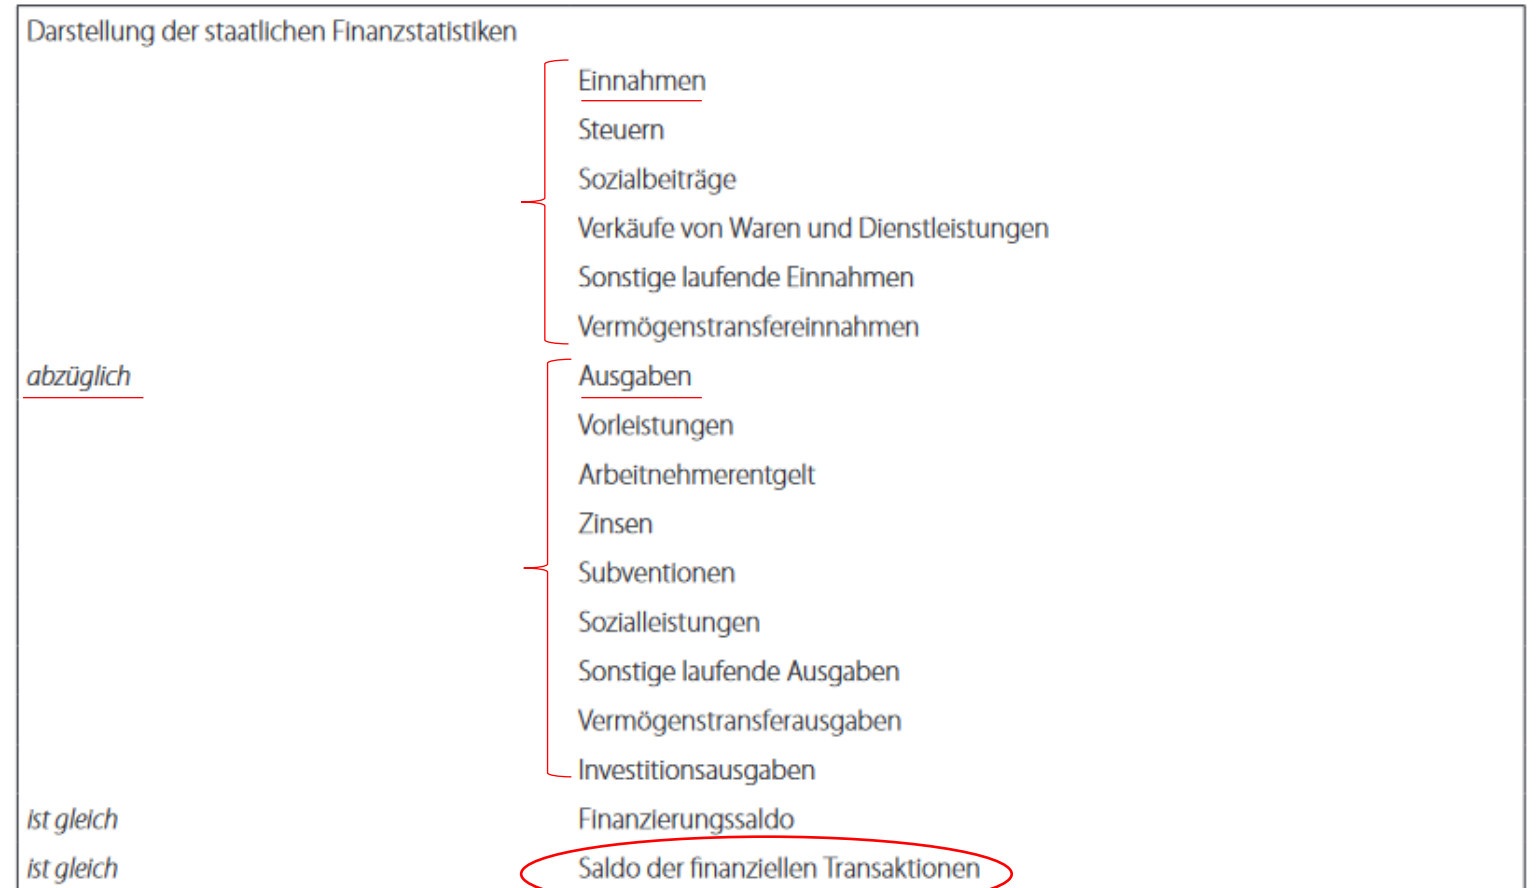 Darstellung der staatlichen Finanzstatistiken
Einnahmen
Steuern
Sozialbeiträge
Verkäufe von Waren und Dienstleistungen
Sonstige laufende Einnahmen
Vermögenstransfereinnahmen
abzüglich Ausgaben
Vorleistungen
Arbeitnehmerentgelt
Zinsen
Subventionen
Sozialleistungen
Sonstige laufende Ausgaben
Vermögenstransferausgaben
Investitionsausgaben
ist gleich Finanzierungssaldo
ist gleich Saldo der finanziellen Transaktionen